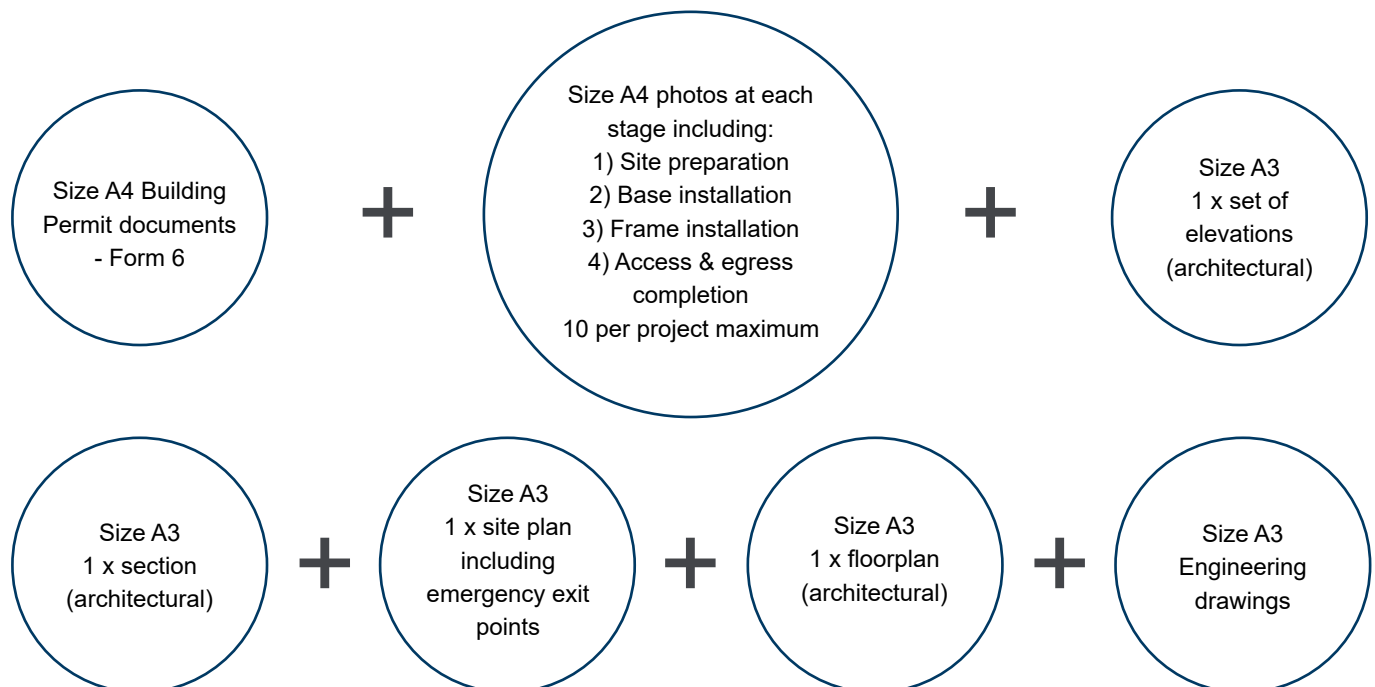 Size A4 Building
Permit documents
- Form 6
+
Size A4 photos at each
stage including:
1) Site preparation
2) Base installation
3) Frame installation
4) Access & egress
completion
10 per project maximum
+
Size A3
1 x set of
elevations
(architectural)
Size A3
1 x section
(architectural)
+
Size A3
1 x site plan
including
emergency exit
points
+
Size A3
1 x floorplan
(architectural)
+
Size A3
Engineering
drawings